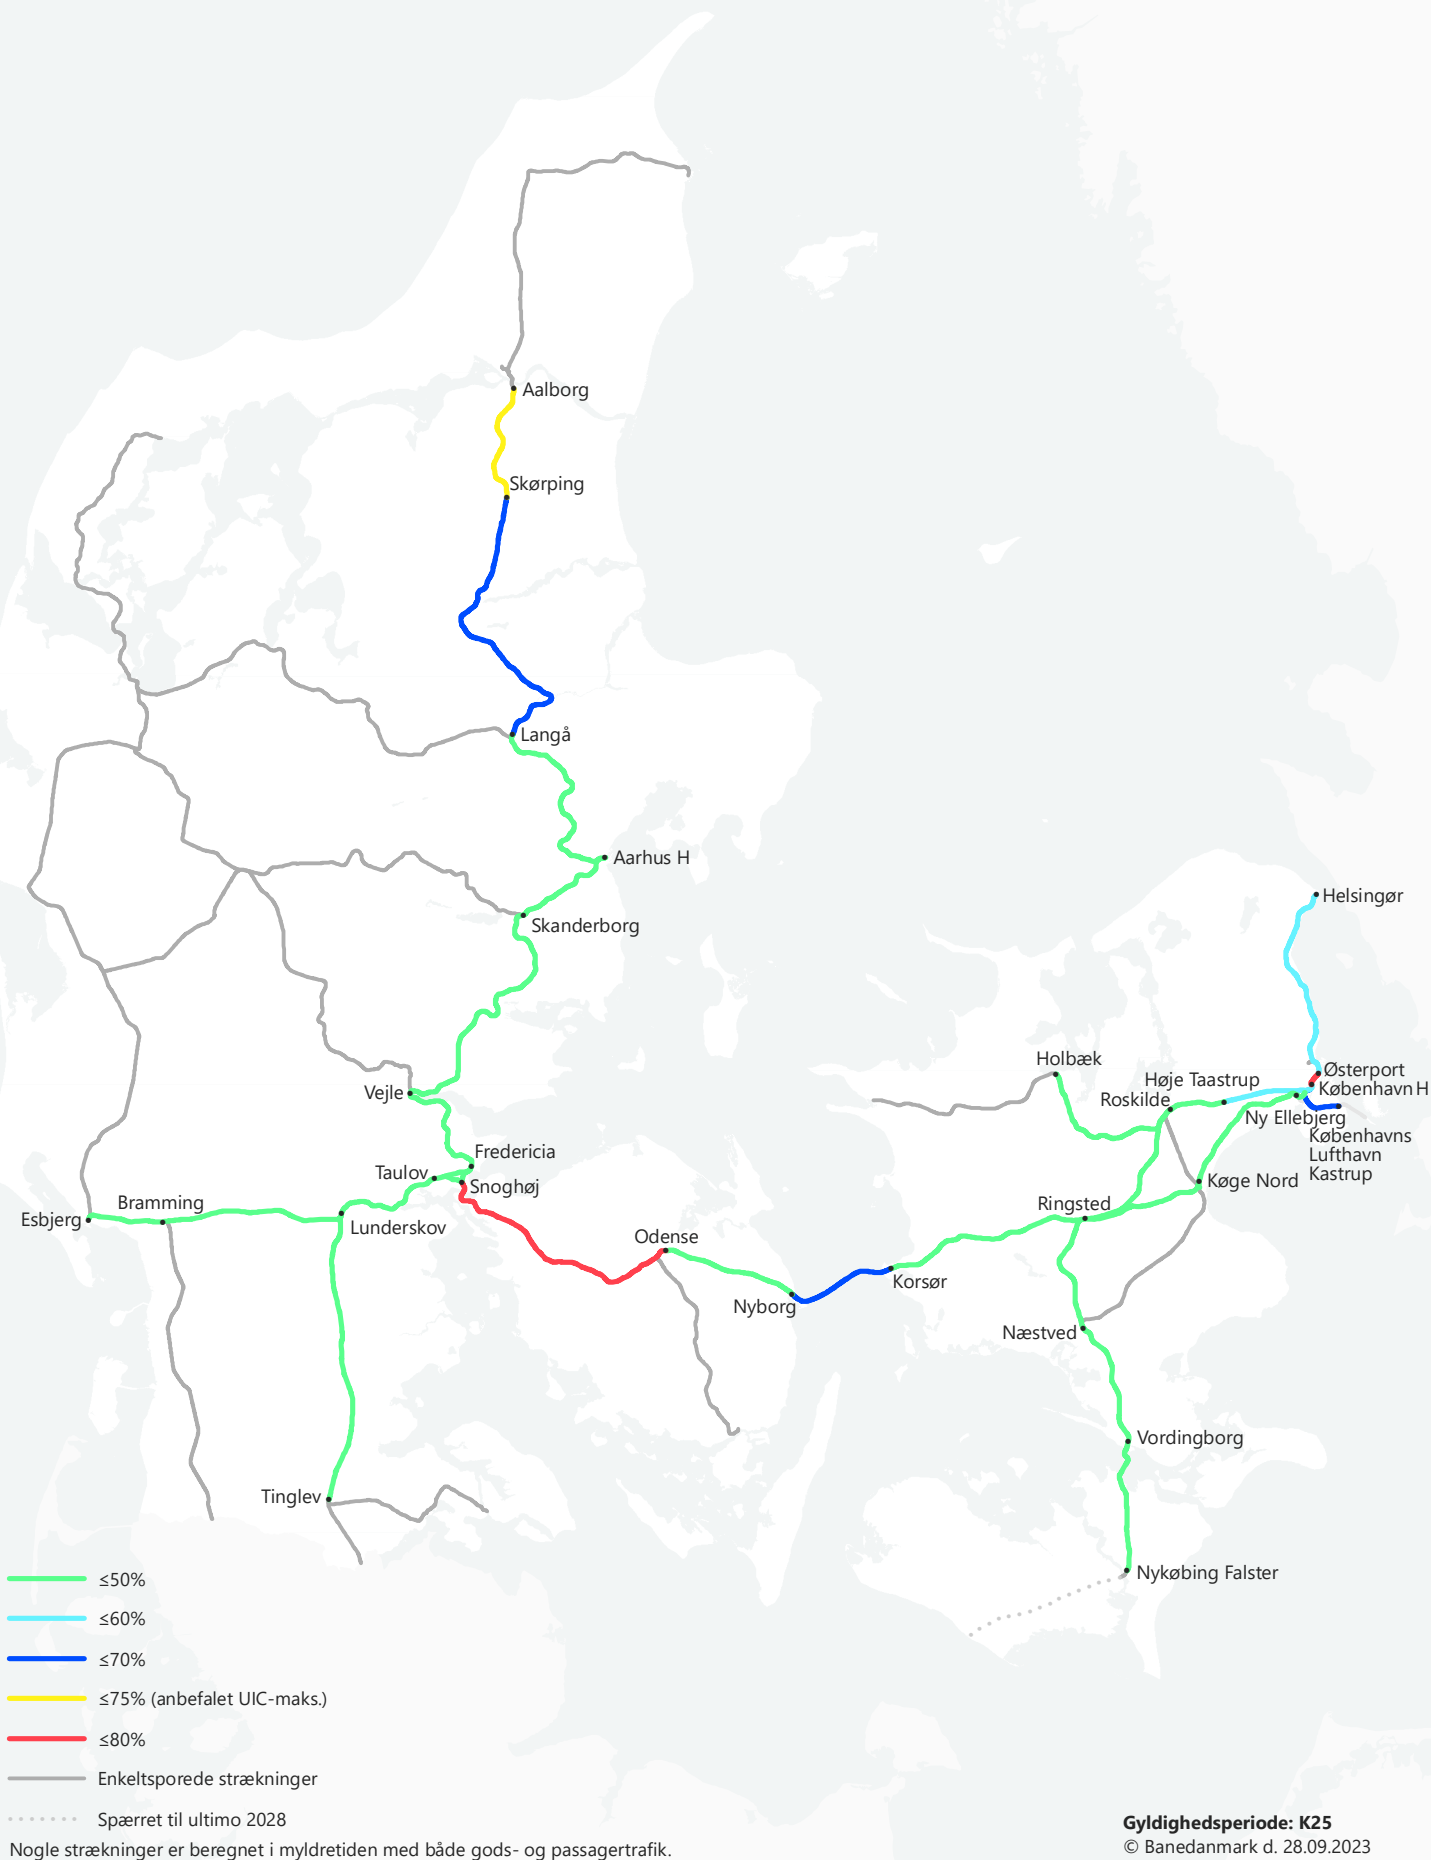 Aalborg
Skørping
Langå
Aarhus H
Helsingør
Skanderborg
Holbæk
Østerport
Høje Taastrup
København H
Vejle
Roskilde
Ny Ellebjerg
Københavns
Lufthavn
Kastrup
Fredericia
Taulov
Snoghøj
Køge Nord
Bramming
Ringsted
Esbjerg
Lunderskov
Odense
Korsør
Nyborg
Næstved
Vordingborg
Tinglev
Nykøbing Falster
≤50%
≤60%
≤70%
≤75% (anbefalet UIC-maks.)
≤80%
Enkeltsporede strækninger
Spærret til ultimo 2028
Nogle strækninger er beregnet i myldretiden med både gods- og passagertrafik.
Gyldighedsperiode: K25
© Banedanmark d. 28.09.2023